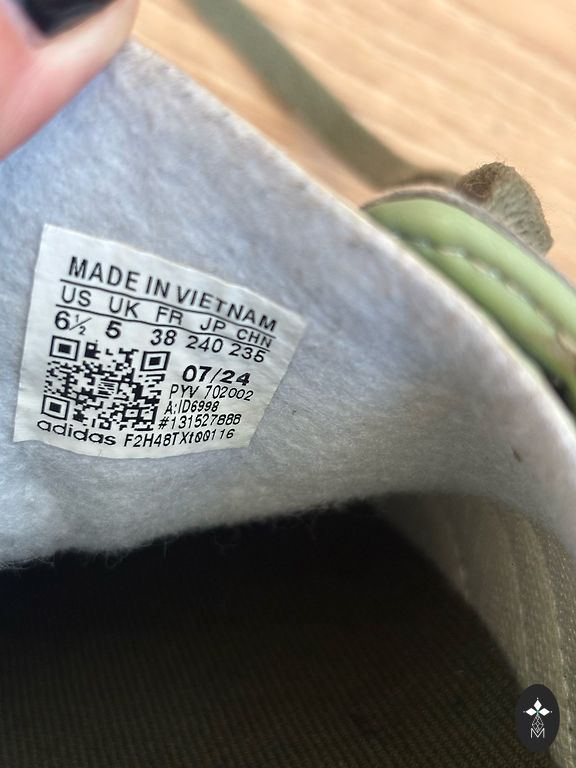 MADE IN VIETNAM
US UK FR JP CHN
6½ 5 38 240 235
07/24
PYV 702002
A:ID6998
#131527888
adidas F2H48TXt00116
M